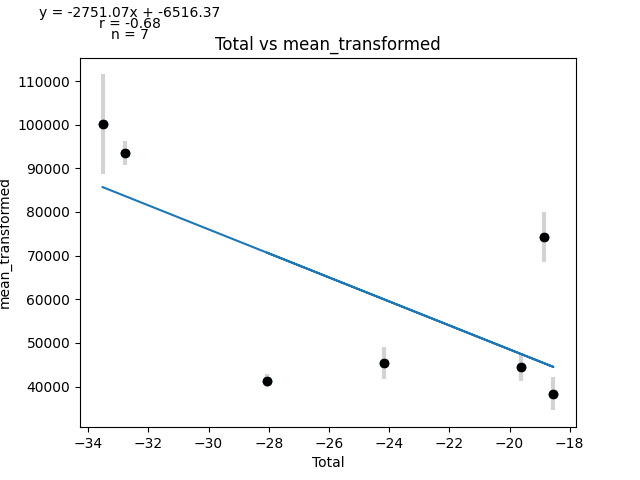 y = -2751.07x + -6516.37
r = -0.68
n = 7
Total vs mean_transformed
mean_transformed
110000
100000
90000
80000
70000
60000
50000
40000
−34 −32 −30 −28 −26 −24 −22 −20 −18
Total